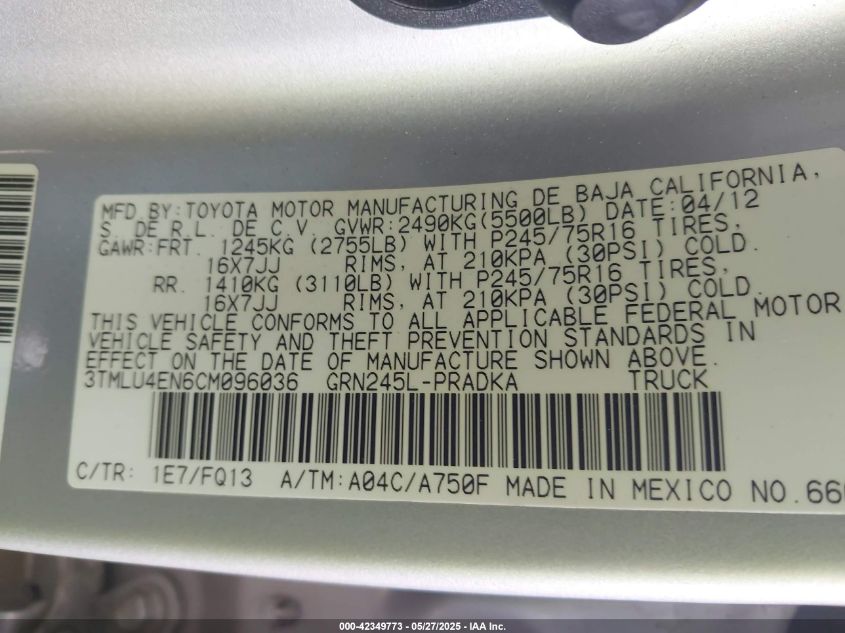 MFD.BY:TOYOTA MOTOR MANUFACTURING DE BAJA CALIFORNIA,
S. DE R.L. DE C.V. GVWR:2490KG(5500LB) DATE:04/12
GAWR:FRT. 1245KG (2755LB) WITH P245/75R16 TIRES,
16X7JJ RIMS, AT 210KPA (30PSI) COLD.
RR. 1410KG (3110LB) WITH P245/75R16 TIRES,
16X7JJ RIMS, AT 210KPA (30PSI) COLD.
THIS VEHICLE CONFORMS TO ALL APPLICABLE FEDERAL MOTOR
VEHICLE SAFETY AND THEFT PREVENTION STANDARDS IN
EFFECT ON THE DATE OF MANUFACTURE SHOWN ABOVE.
3TMLU4EN6CM096036 GRN245L-PRADKA TRUCK
C/TR: 1E7/FQ13 A/TM:A04C/A750F MADE IN MEXICO
000-42349773 - 05/27/2025 - IAA Inc.